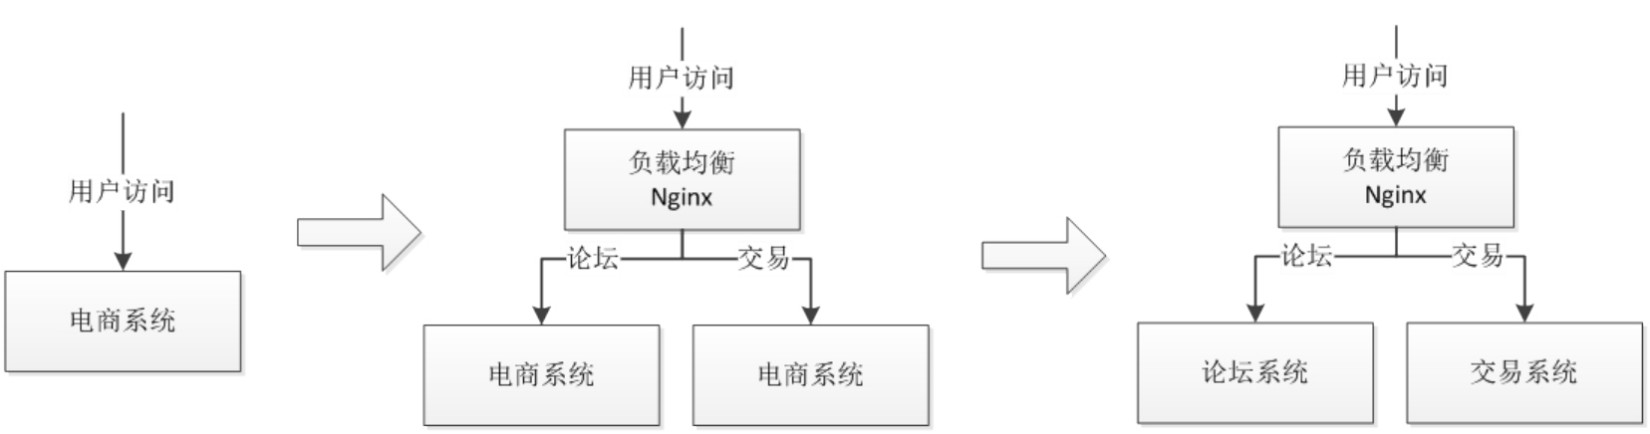 用户访问
电商系统
用户访问
负载均衡
Nginx
论坛
交易
电商系统
电商系统
用户访问
负载均衡
Nginx
论坛
交易
论坛系统
交易系统